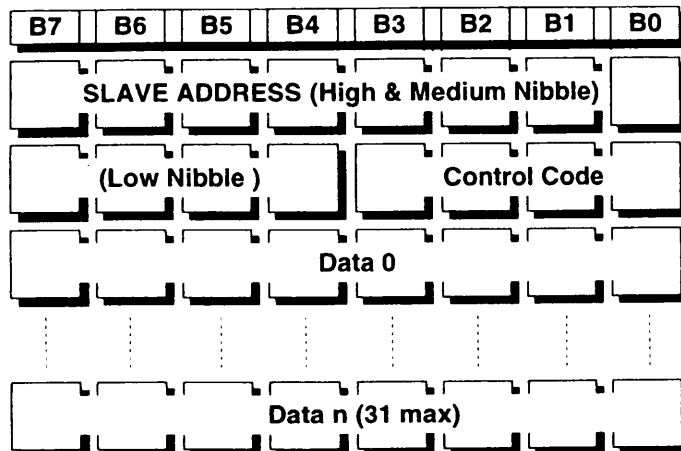 B7 B6 B5 B4 B3 B2 B1 B0
SLAVE ADDRESS (High & Medium Nibble)
(Low Nibble ) Control Code
Data 0
Data n (31 max)